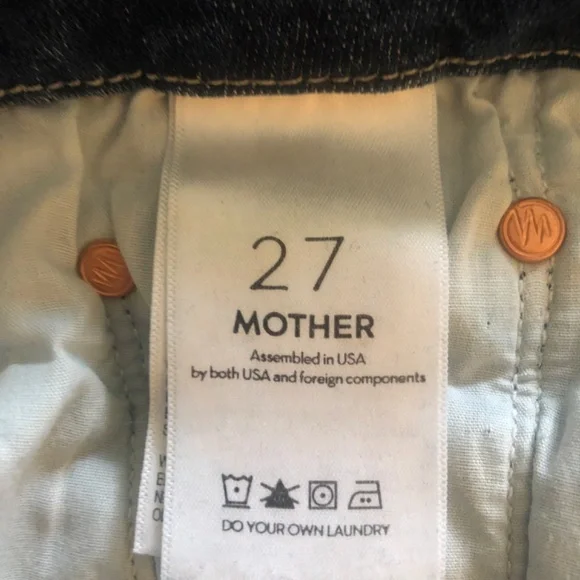 27
MOTHER
Assembled in USA
by both USA and foreign components
DO YOUR OWN LAUNDRY